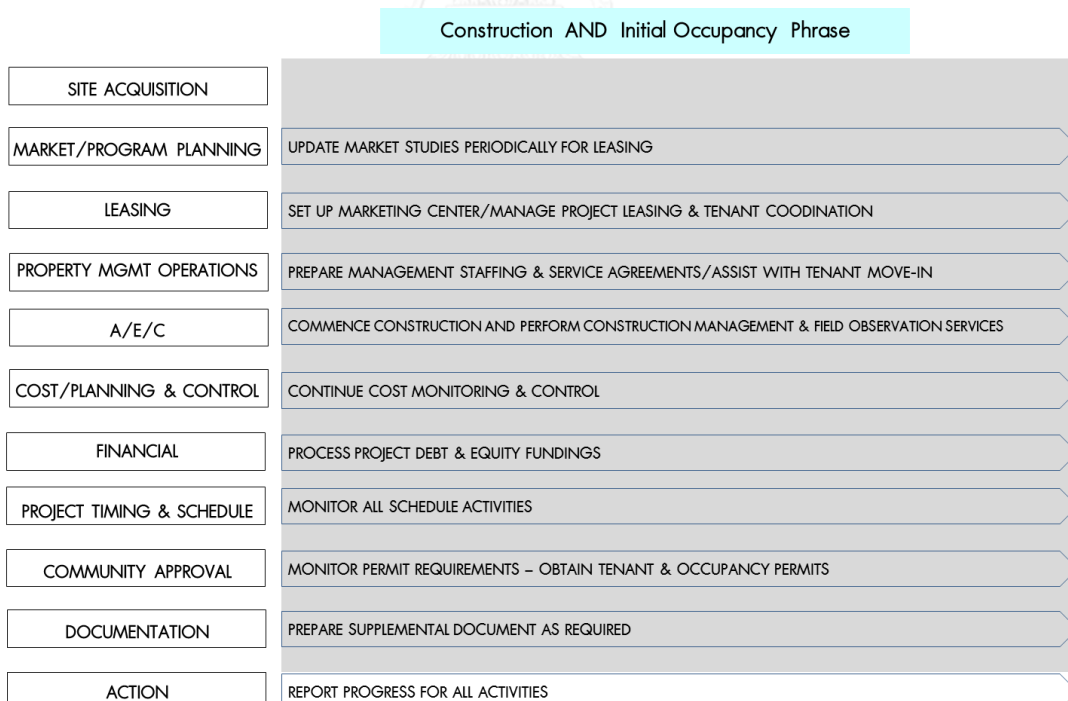 Construction AND Initial Occupancy Phrase
SITE ACQUISITION
MARKET/PROGRAM PLANNING
UPDATE MARKET STUDIES PERIODICALLY FOR LEASING
LEASING
SET UP MARKETING CENTER/MANAGE PROJECT LEASING & TENANT COODINATION
PROPERTY MGMT OPERATIONS
PREPARE MANAGEMENT STAFFING & SERVICE AGREEMENTS/ASSIST WITH TENANT MOVE-IN
A/E/C
COMMENCE CONSTRUCTION AND PERFORM CONSTRUCTION MANAGEMENT & FIELD OBSERVATION SERVICES
COST/PLANNING & CONTROL
CONTINUE COST MONITORING & CONTROL
FINANCIAL
PROCESS PROJECT DEBT & EQUITY FUNDINGS
PROJECT TIMING & SCHEDULE
MONITOR ALL SCHEDULE ACTIVITIES
COMMUNITY APPROVAL
MONITOR PERMIT REQUIREMENTS – OBTAIN TENANT & OCCUPANCY PERMITS
DOCUMENTATION
PREPARE SUPPLEMENTAL DOCUMENT AS REQUIRED
ACTION
REPORT PROGRESS FOR ALL ACTIVITIES